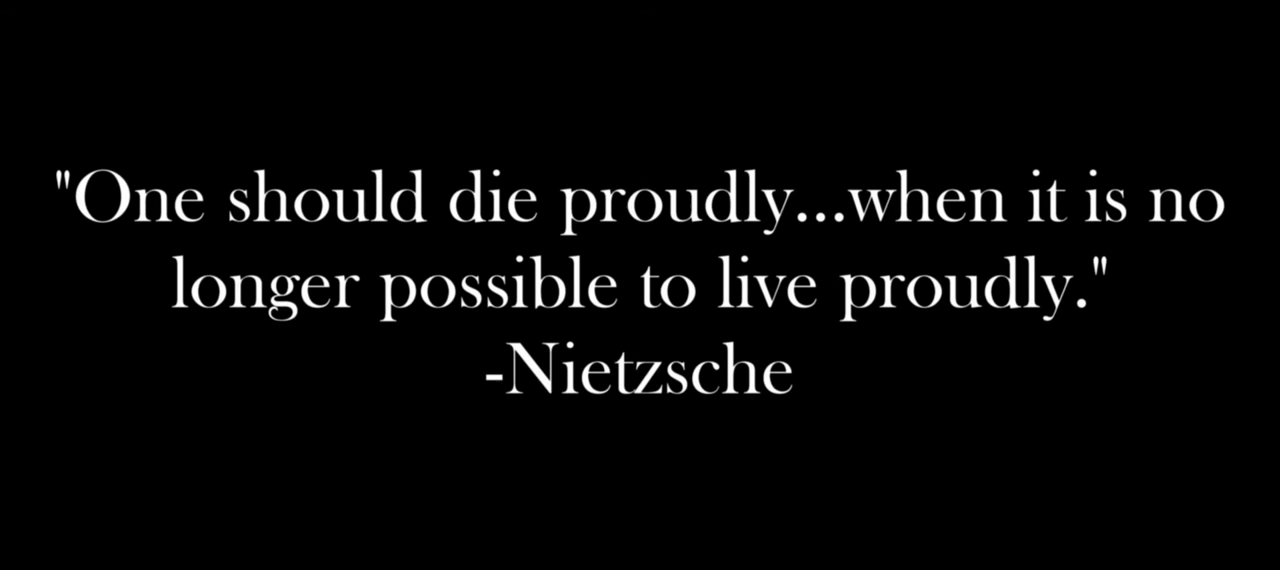 "One should die proudly...when it is no
longer possible to live proudly."
-Nietzsche